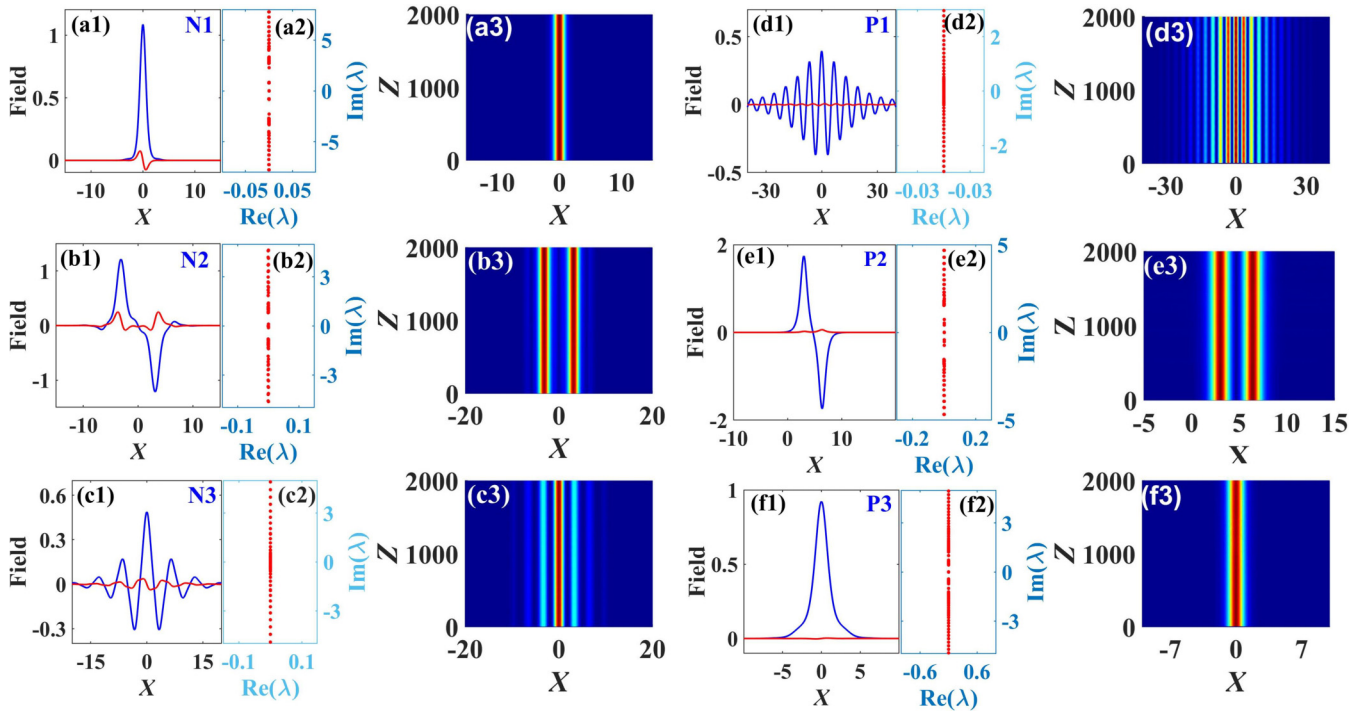 (a1) N1 (a2) (a3)
1
0.5
0
Field
-10 0 10
X
5
0
-5
Im(λ)
-0.05 0.05
Re(λ)
2000
1000
0
Z
-10 0 10
X
(d1) P1 (d2) (d3)
0.5
0
-0.5
Field
-30 0 30
X
2
0
-2
Im(λ)
-0.03 -0.03
Re(λ)
2000
1000
0
Z
-30 0 30
X
(b1) N2 (b2) (b3)
1
0
-1
Field
-10 0 10
X
3
0
-3
Im(λ)
-0.1 0.1
Re(λ)
2000
1000
0
Z
-20 0 20
X
(e1) P2 (e2) (e3)
2
0
-2
Field
-10 0 10
X
5
0
-5
Im(λ)
-0.2 0.2
Re(λ)
2000
1000
0
Z
-5 0 5 10 15
X
(c1) N3 (c2) (c3)
0.6
0.3
0
-0.3
Field
-15 0 15
X
3
0
-3
Im(λ)
-0.1 0.1
Re(λ)
2000
1000
0
Z
-20 0 20
X
(f1) P3 (f2) (f3)
1
0.5
0
Field
-5 0 5
X
3
0
-3
Im(λ)
-0.6 0.6
Re(λ)
2000
1000
0
Z
-7 0 7
X